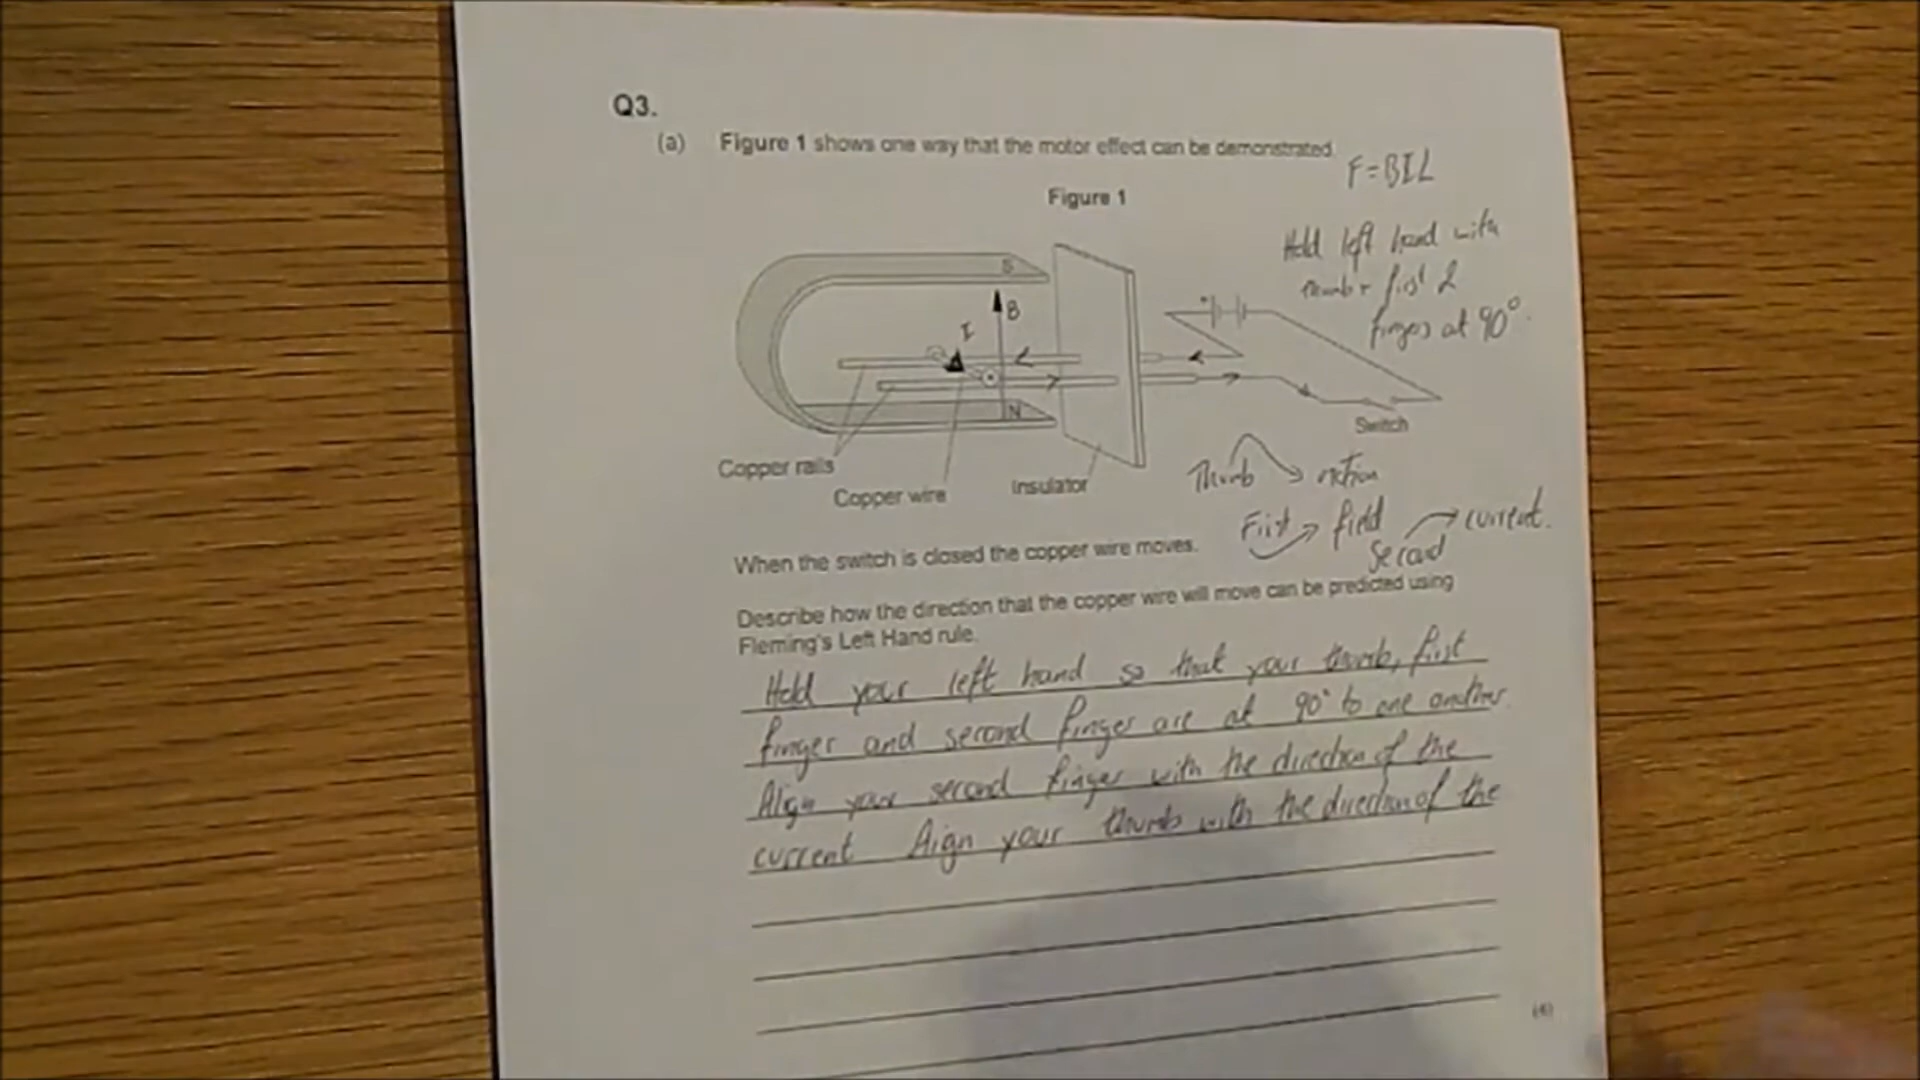 Q3.
(a) Figure 1 shows one way that the motor effect can be demonstrated.
F=BIL
Figure 1
Hold left hand with
thumb + first 2
fingers at 90°.
S
B
I
N
Switch
Copper rails
Copper wire
Insulator
Thumb → motion
First → field
Second → current.
When the switch is closed the copper wire moves.
Describe how the direction that the copper wire will move can be predicted using
Fleming's Left Hand rule.
Hold your left hand so that your thumb, first
finger and second finger are at 90° to one another.
Align your second finger with the direction of the
current Align your thumb with the direction of the
(4)